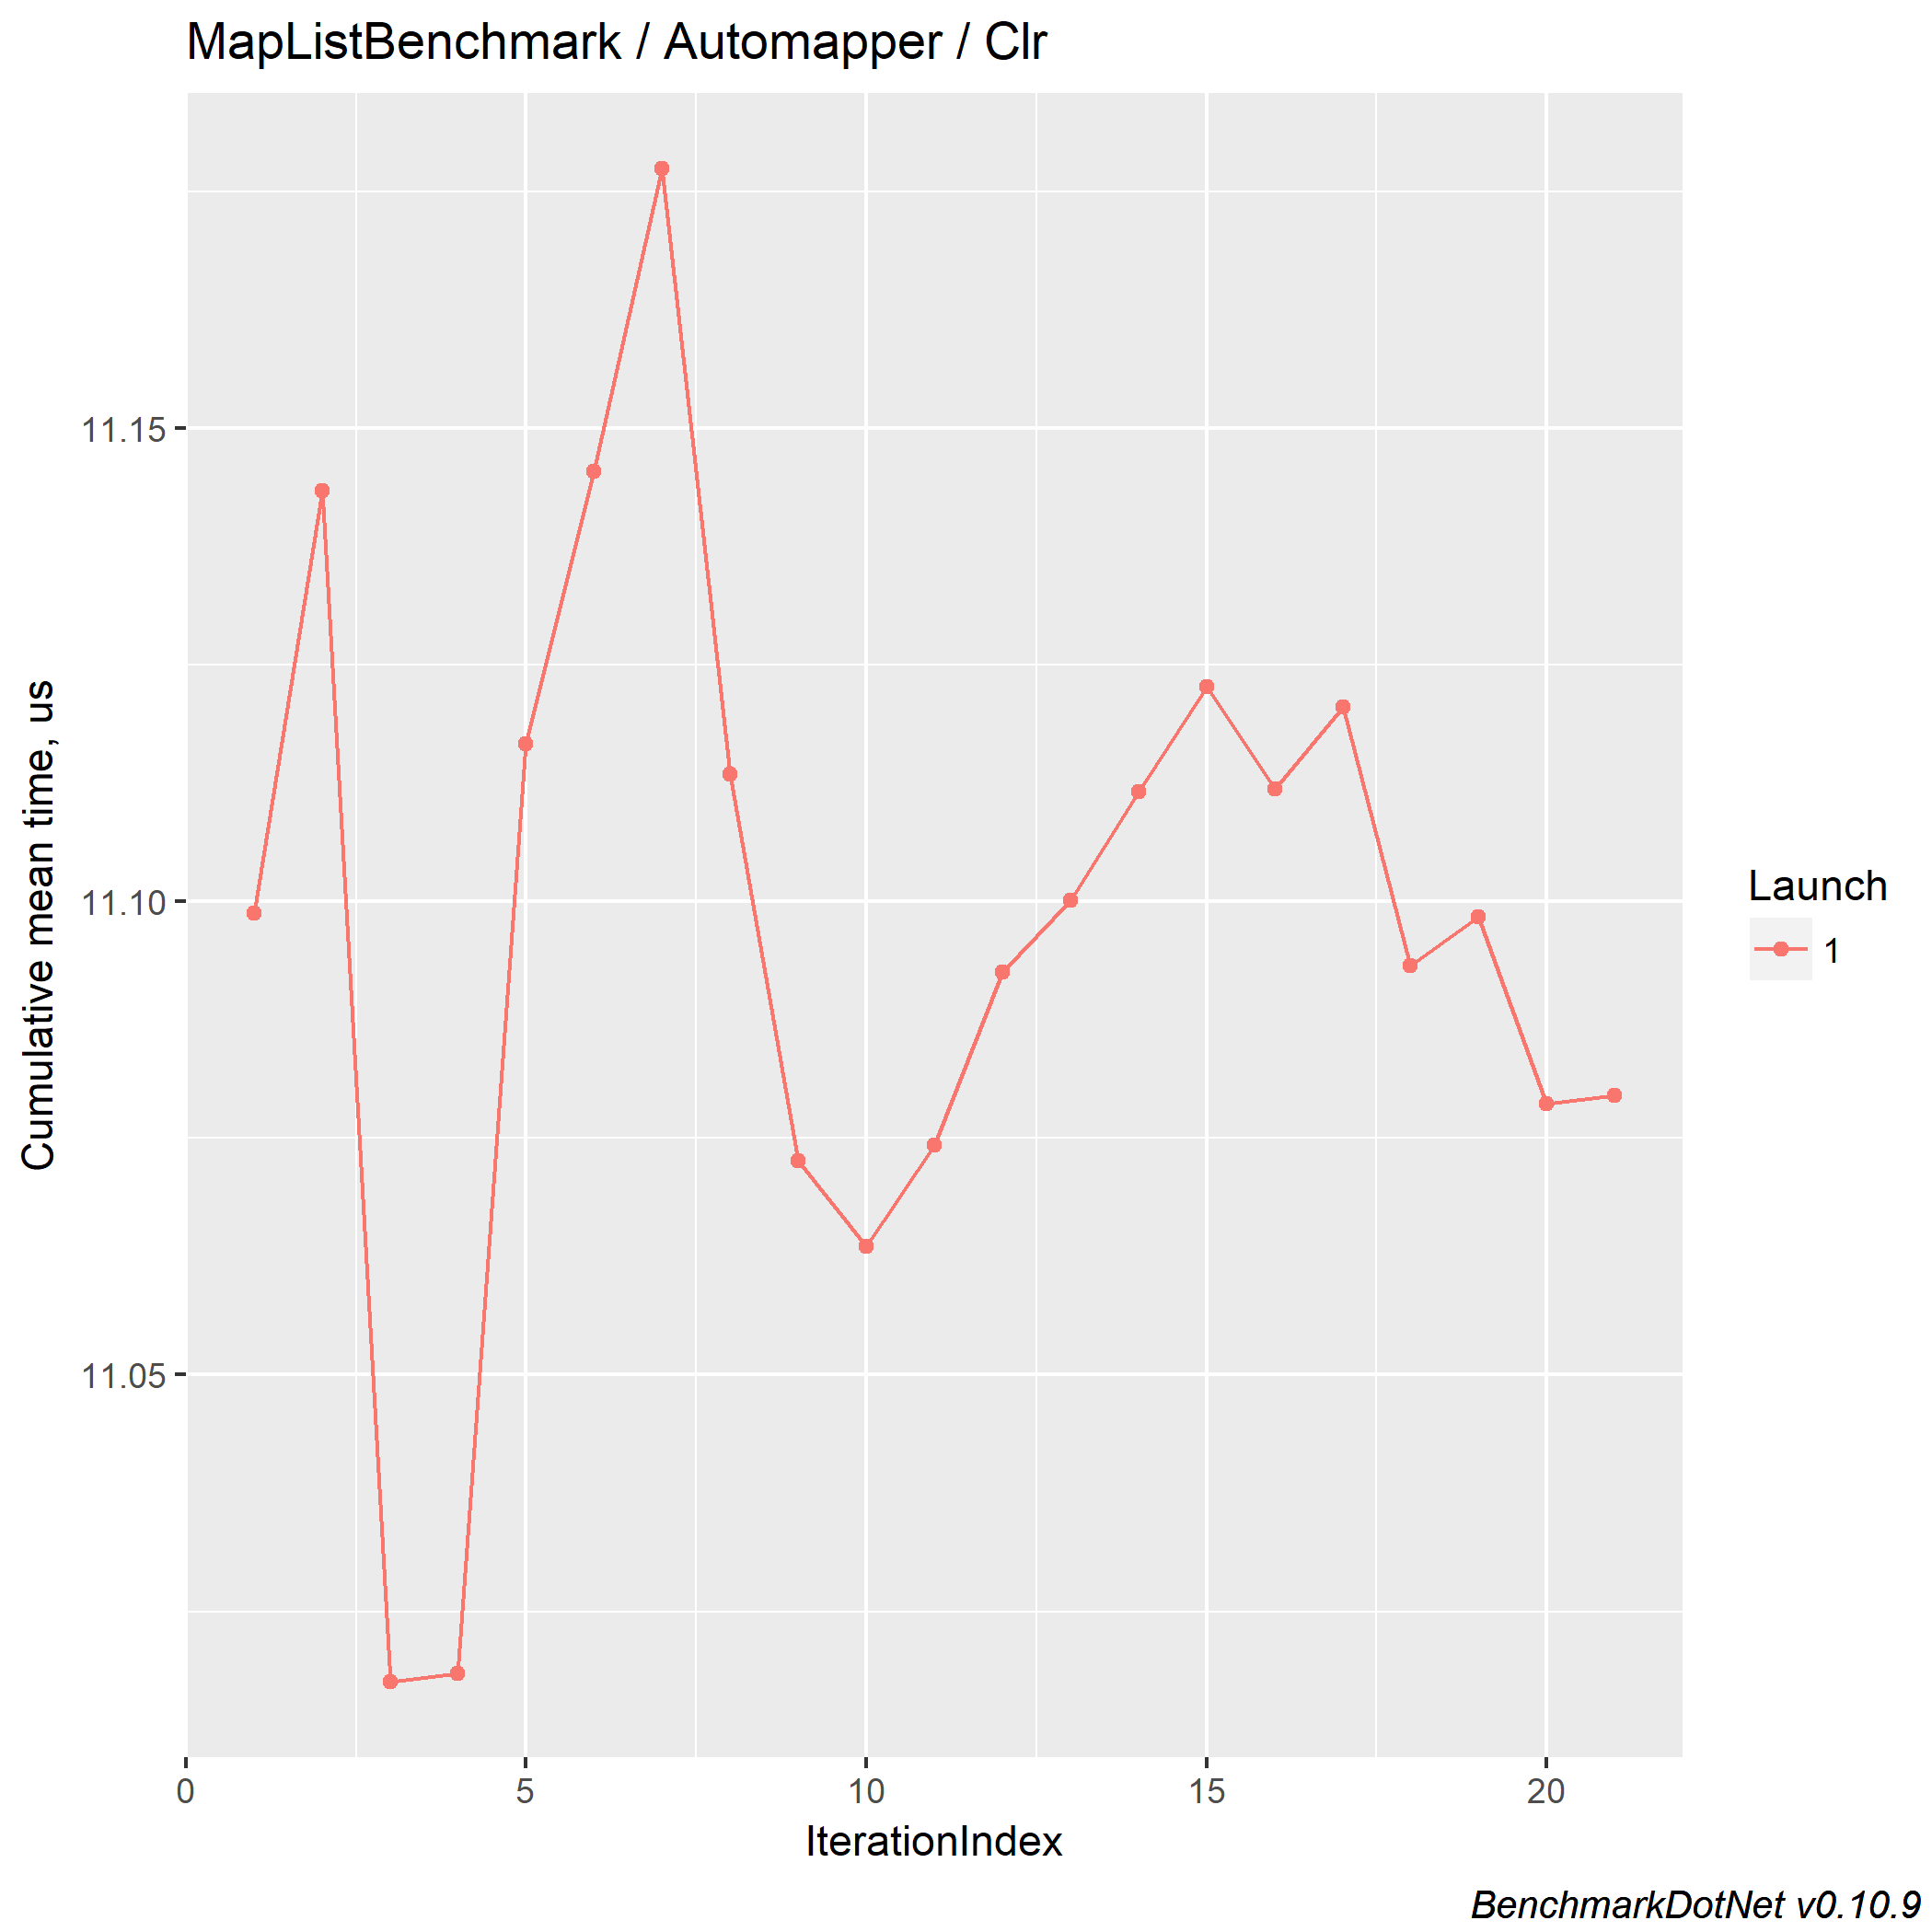 MapListBenchmark / Automapper / Clr
Cumulative mean time, us
11.15
11.10
11.05
0
5
10
15
20
IterationIndex
Launch
1
BenchmarkDotNet v0.10.9